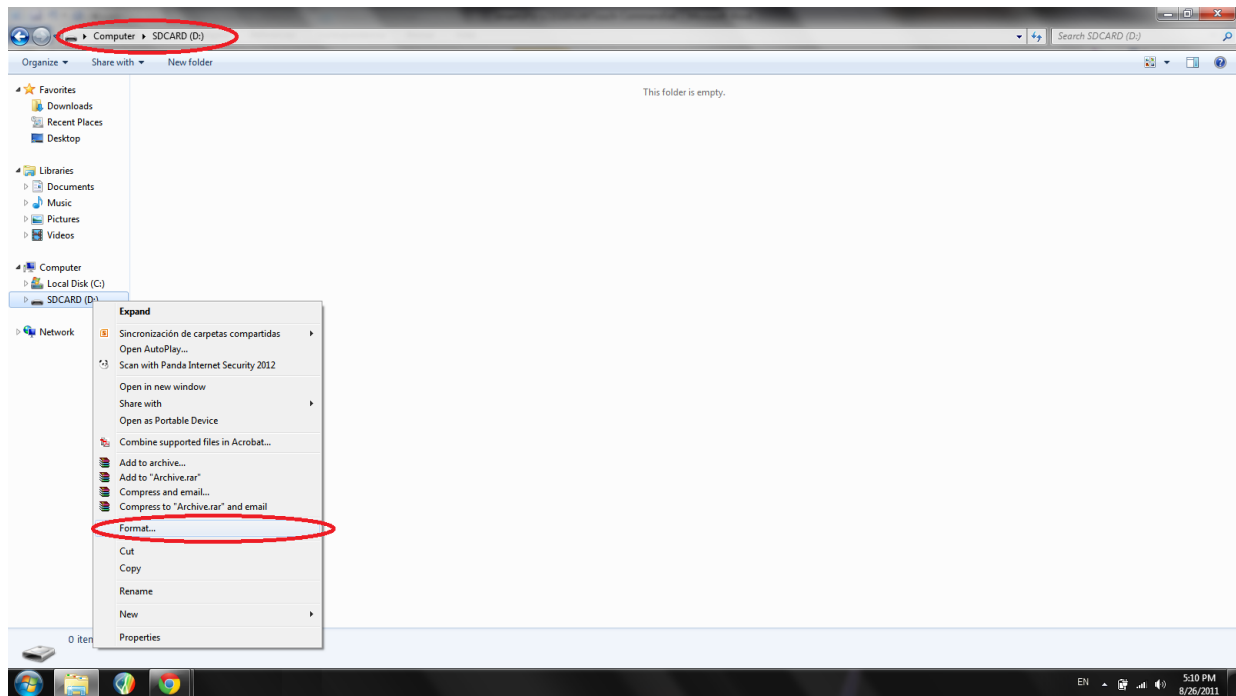 Computer ▸ SDCARD (D:)
Search SDCARD (D:)
Organize
Share with
New folder
This folder is empty.
Favorites
Downloads
Recent Places
Desktop
Libraries
Documents
Music
Pictures
Videos
Computer
Local Disk (C:)
SDCARD (D:)
Network
Expand
Sincronización de carpetas compartidas
Open AutoPlay...
Scan with Panda Internet Security 2012
Open in new window
Share with
Open as Portable Device
Combine supported files in Acrobat...
Add to archive...
Add to "Archive.rar"
Compress and email...
Compress to "Archive.rar" and email
Format...
Cut
Copy
Rename
New
Properties
0 iten
EN
5:10 PM
8/26/2011